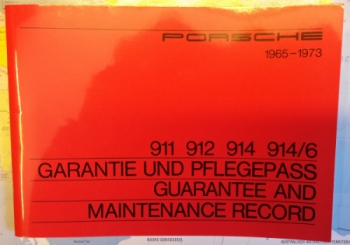 PORSCHE
1965-1973
911 912 914 914/6
GARANTIE UND PFLEGEPASS
GUARANTEE AND
MAINTENANCE RECORD